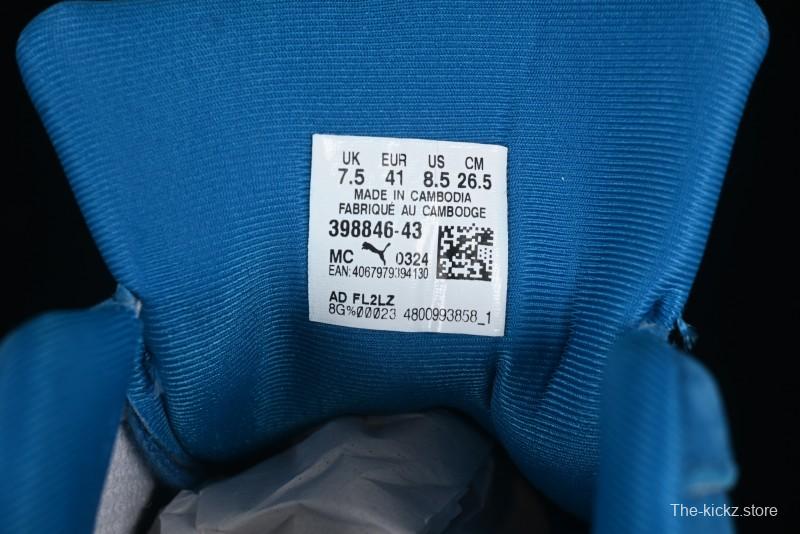 UK EUR US CM
7.5 41 8.5 26.5
MADE IN CAMBODIA
FABRIQUÉ AU CAMBODGE
398846-43
MC 0324
EAN: 4067979394130
AD FL2LZ
8G%00023 4800993858_1
The-kickz.store